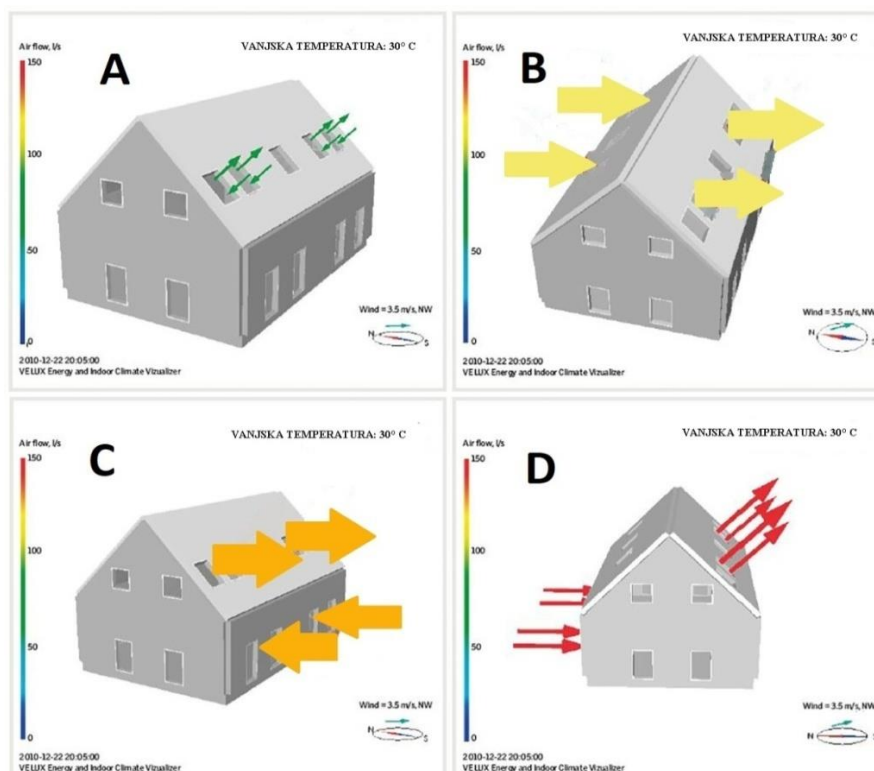 Air flow, l/s
VANJSKA TEMPERATURA: 30° C
150
A
100
50
0
Wind = 3.5 m/s, NW
N
S
2010-12-22 20:05:00
VELUX Energy and Indoor Climate Vizualizer
Air flow, l/s
VANJSKA TEMPERATURA: 30° C
150
B
100
50
0
Wind = 3.5 m/s, NW
N
S
2010-12-22 20:05:00
VELUX Energy and Indoor Climate Vizualizer
VANJSKA TEMPERATURA: 30° C
Air flow, l/s
150
C
100
50
0
Wind = 3.5 m/s, NW
N
S
2010-12-22 20:05:00
VELUX Energy and Indoor Climate Vizualizer
VANJSKA TEMPERATURA: 30° C
Air flow, l/s
150
D
100
50
0
Wind = 3.5 m/s, NW
N
S
2010-12-22 20:05:00
VELUX Energy and Indoor Climate Vizualizer